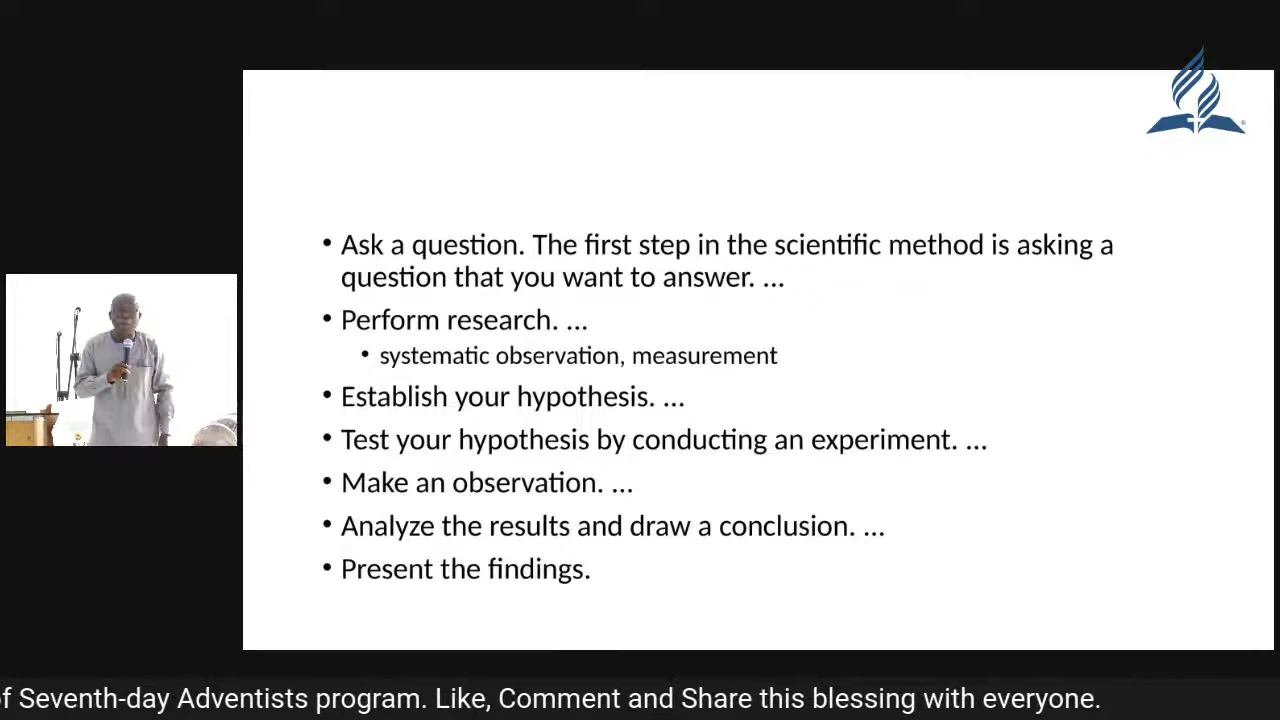 • Ask a question. The first step in the scientific method is asking a
question that you want to answer. ...
• Perform research. ...
• systematic observation, measurement
• Establish your hypothesis. ...
• Test your hypothesis by conducting an experiment. ...
• Make an observation. ...
• Analyze the results and draw a conclusion. ...
• Present the findings.
of Seventh-day Adventists program. Like, Comment and Share this blessing with everyone.